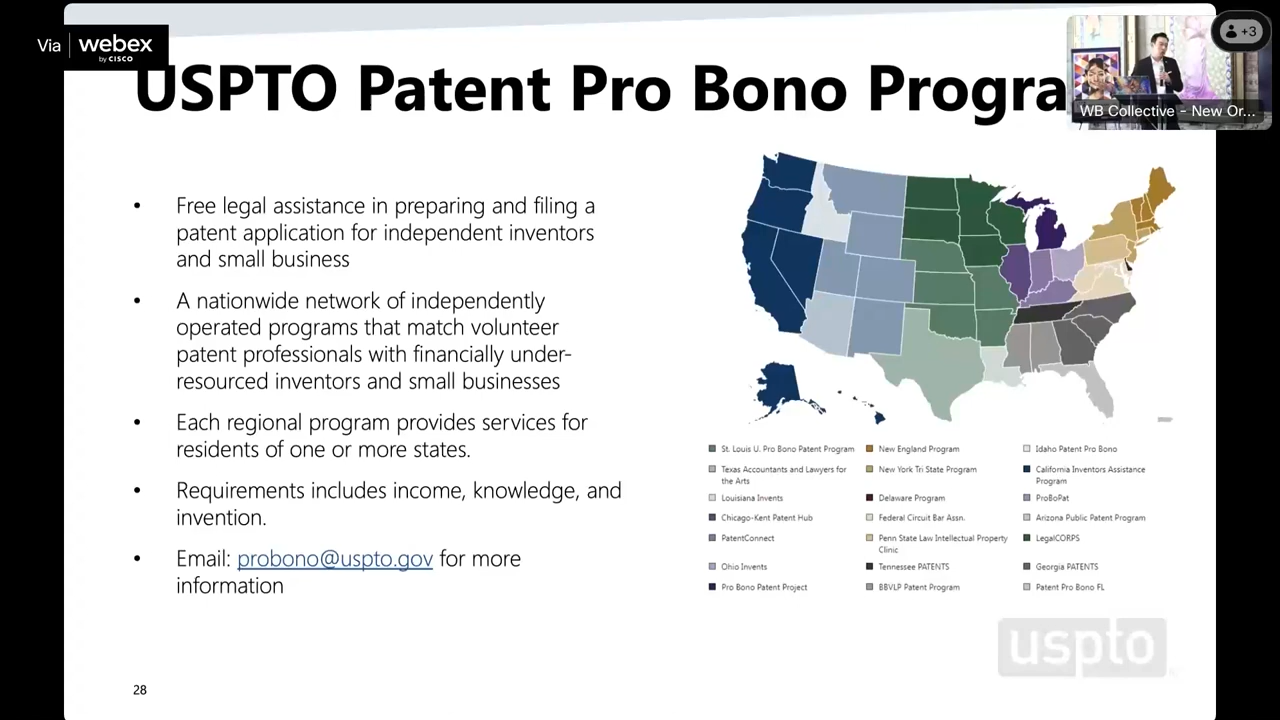 Via webex
by CISCO
USPTO Patent Pro Bono Progra
+3
WB Collective - New Or...
• Free legal assistance in preparing and filing a
patent application for independent inventors
and small business
• A nationwide network of independently
operated programs that match volunteer
patent professionals with financially under-
resourced inventors and small businesses
• Each regional program provides services for
residents of one or more states.
• Requirements includes income, knowledge, and
invention.
• Email: probono@uspto.gov for more
information
St. Louis U. Pro Bono Patent Program
Texas Accountants and Lawyers for
the Arts
Louisiana Invents
Chicago-Kent Patent Hub
PatentConnect
Ohio Invents
Pro Bono Patent Project
New England Program
New York Tri State Program
Delaware Program
Federal Circuit Bar Assn.
Penn State Law Intellectual Property
Clinic
Tennessee PATENTS
BBVLP Patent Program
Idaho Patent Pro Bono
California Inventors Assistance
Program
ProBoPat
Arizona Public Patent Program
LegalCORPS
Georgia PATENTS
Patent Pro Bono FL
uspto
28